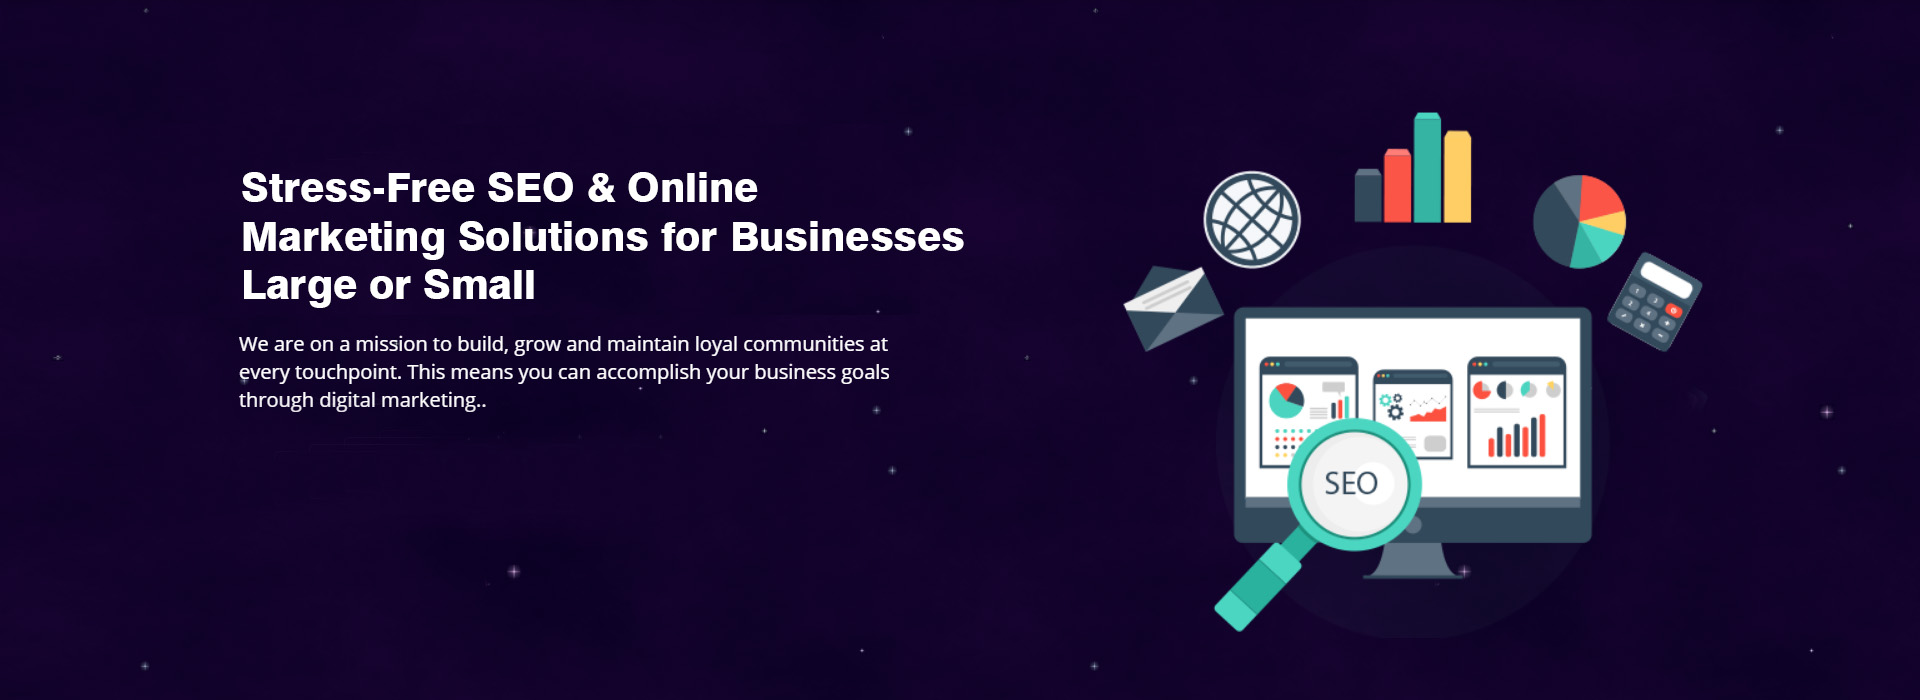 Stress-Free SEO & Online
Marketing Solutions for Businesses
Large or Small
We are on a mission to build, grow and maintain loyal communities at
every touchpoint. This means you can accomplish your business goals
through digital marketing..
SEO